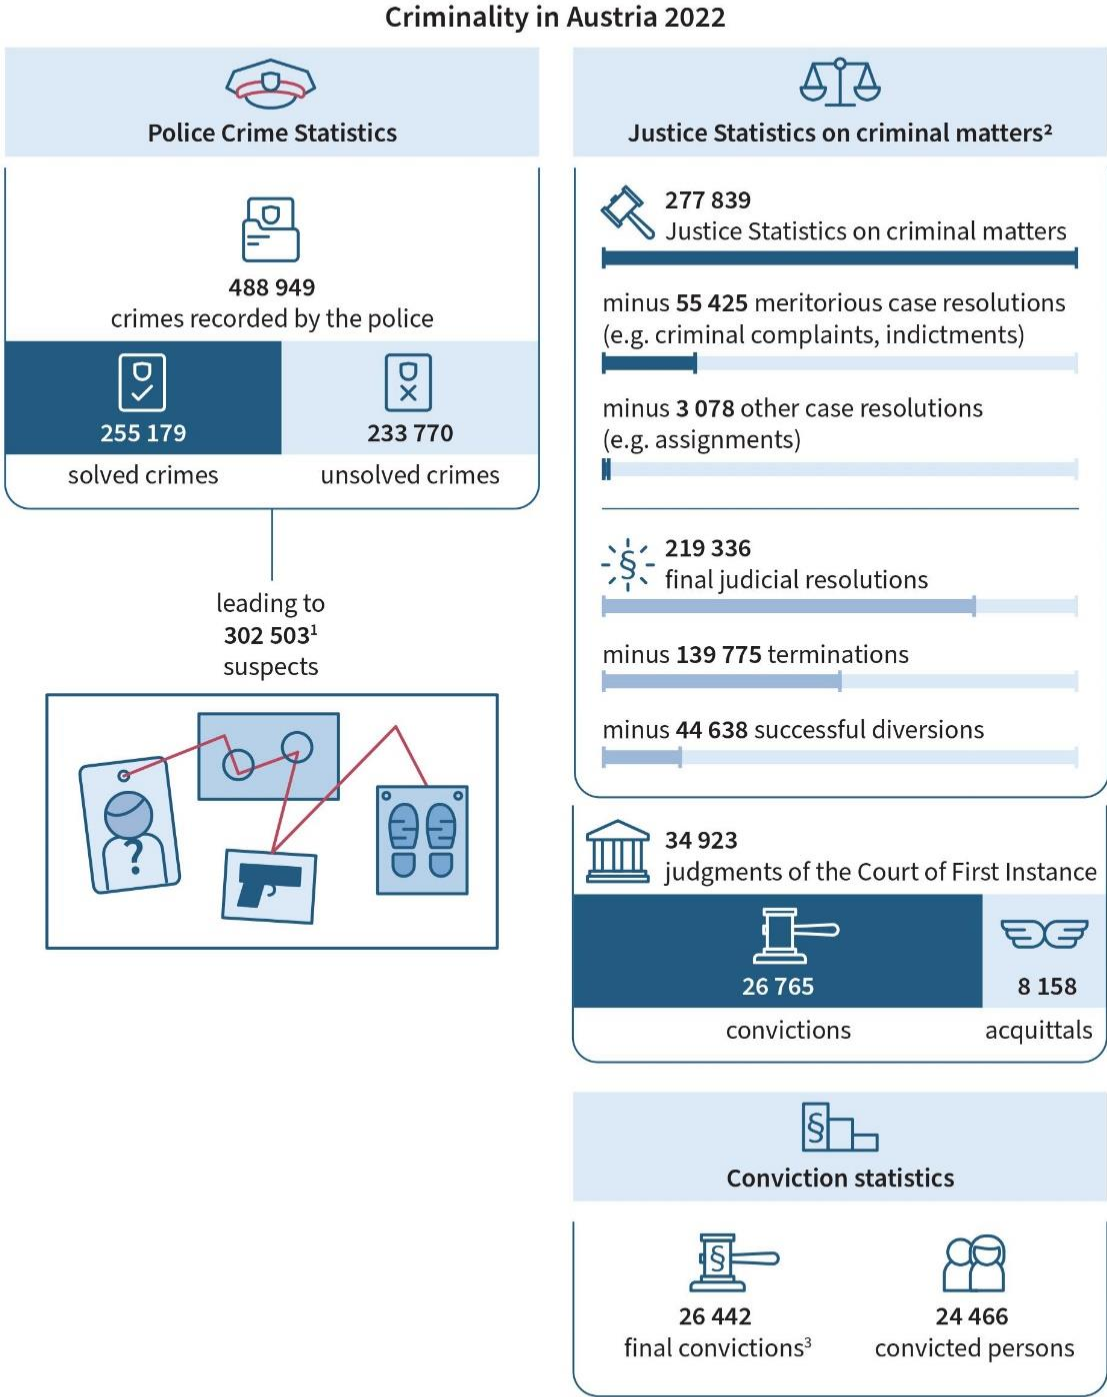 Criminality in Austria 2022
Police Crime Statistics
488 949
crimes recorded by the police
255 179
solved crimes
233 770
unsolved crimes
leading to
302 503¹
suspects
?
Justice Statistics on criminal matters²
277 839
Justice Statistics on criminal matters
minus 55 425 meritorious case resolutions
(e.g. criminal complaints, indictments)
minus 3 078 other case resolutions
(e.g. assignments)
§
219 336
final judicial resolutions
minus 139 775 terminations
minus 44 638 successful diversions
34 923
judgments of the Court of First Instance
26 765
convictions
8 158
acquittals
§
Conviction statistics
§
26 442
final convictions³
24 466
convicted persons